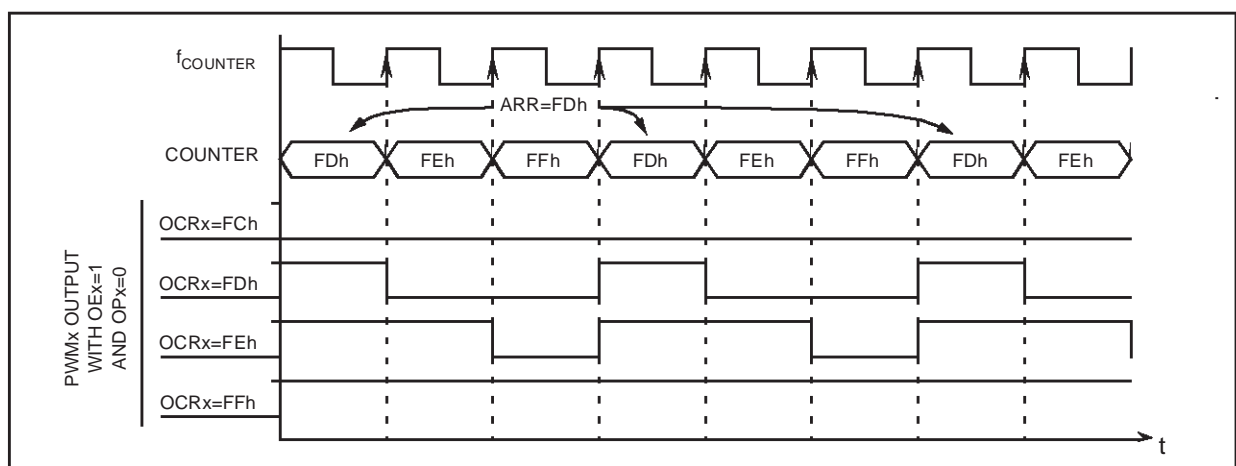 fCOUNTER
ARR=FDh
COUNTER
FDh FEh FFh FDh FEh FFh FDh FEh
PWMx OUTPUT
WITH OEx=1
AND OPx=0
OCRx=FCh
OCRx=FDh
OCRx=FEh
OCRx=FFh
t